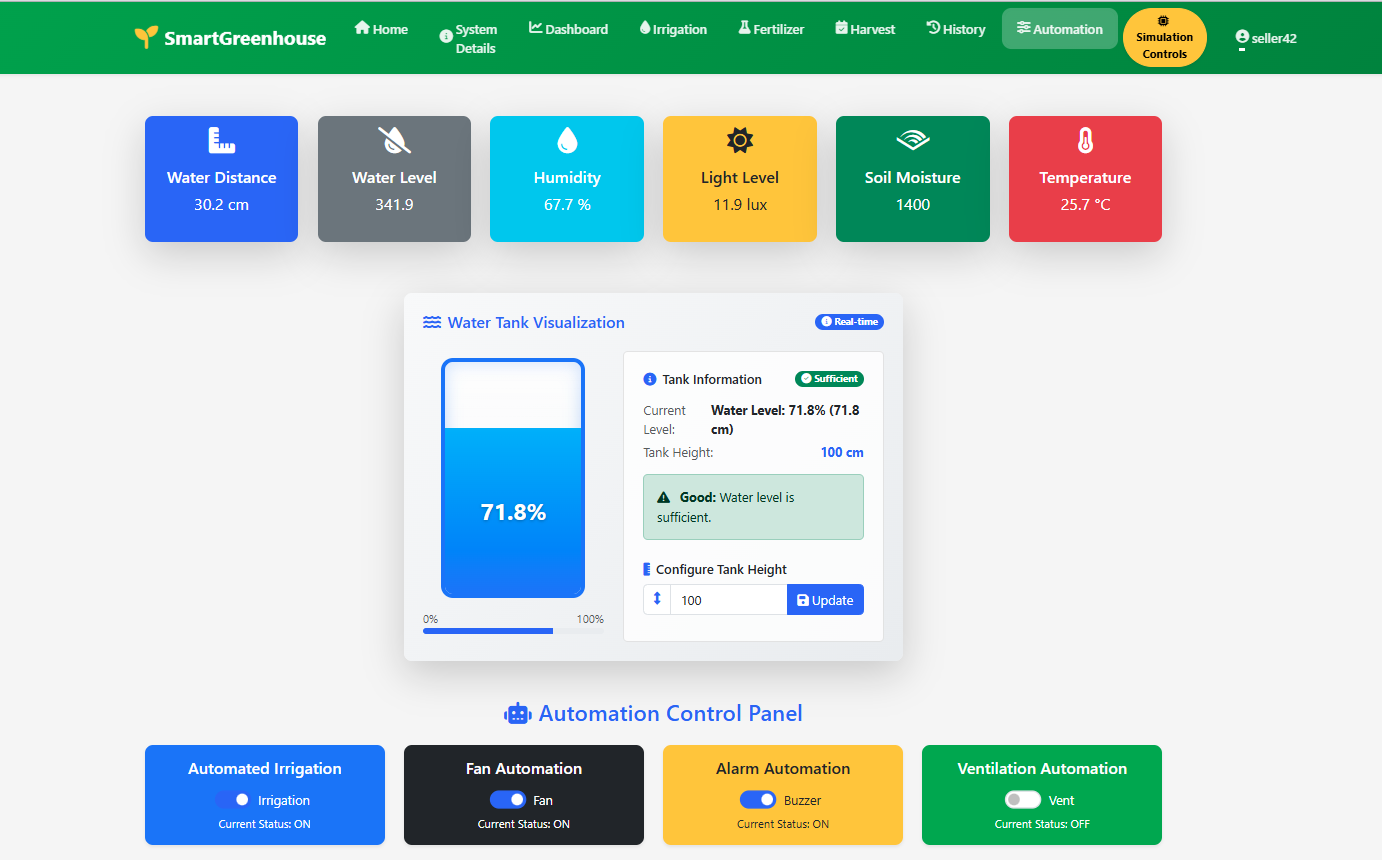 SmartGreenhouse
Home
System
Details
Dashboard
Irrigation
Fertilizer
Harvest
History
Automation
Simulation
Controls
seller42
Water Distance
30.2 cm
Water Level
341.9
Humidity
67.7 %
Light Level
11.9 lux
Soil Moisture
1400
Temperature
25.7 °C
Water Tank Visualization
Real-time
71.8%
0%
100%
Tank Information
Sufficient
Current
Level:
Water Level: 71.8% (71.8
cm)
Tank Height:
100 cm
Good: Water level is
sufficient.
Configure Tank Height
100
Update
Automation Control Panel
Automated Irrigation
Irrigation
Current Status: ON
Fan Automation
Fan
Current Status: ON
Alarm Automation
Buzzer
Current Status: ON
Ventilation Automation
Vent
Current Status: OFF